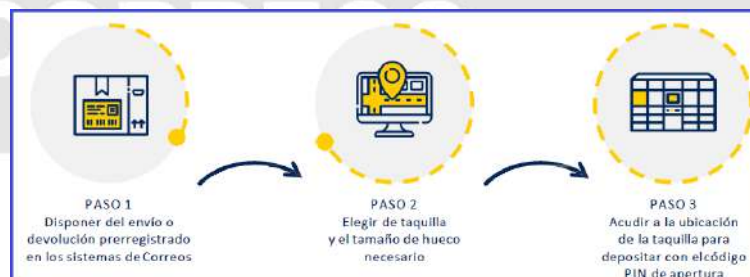 PASO 1
Disponer del envío o
devolución prerregistrado
en los sistemas de Correos
PASO 2
Elegir de taquilla
y el tamaño de hueco
necesario
PASO 3
Acudir a la ubicación
de la taquilla para
depositar con elcódigo
PIN de apertura